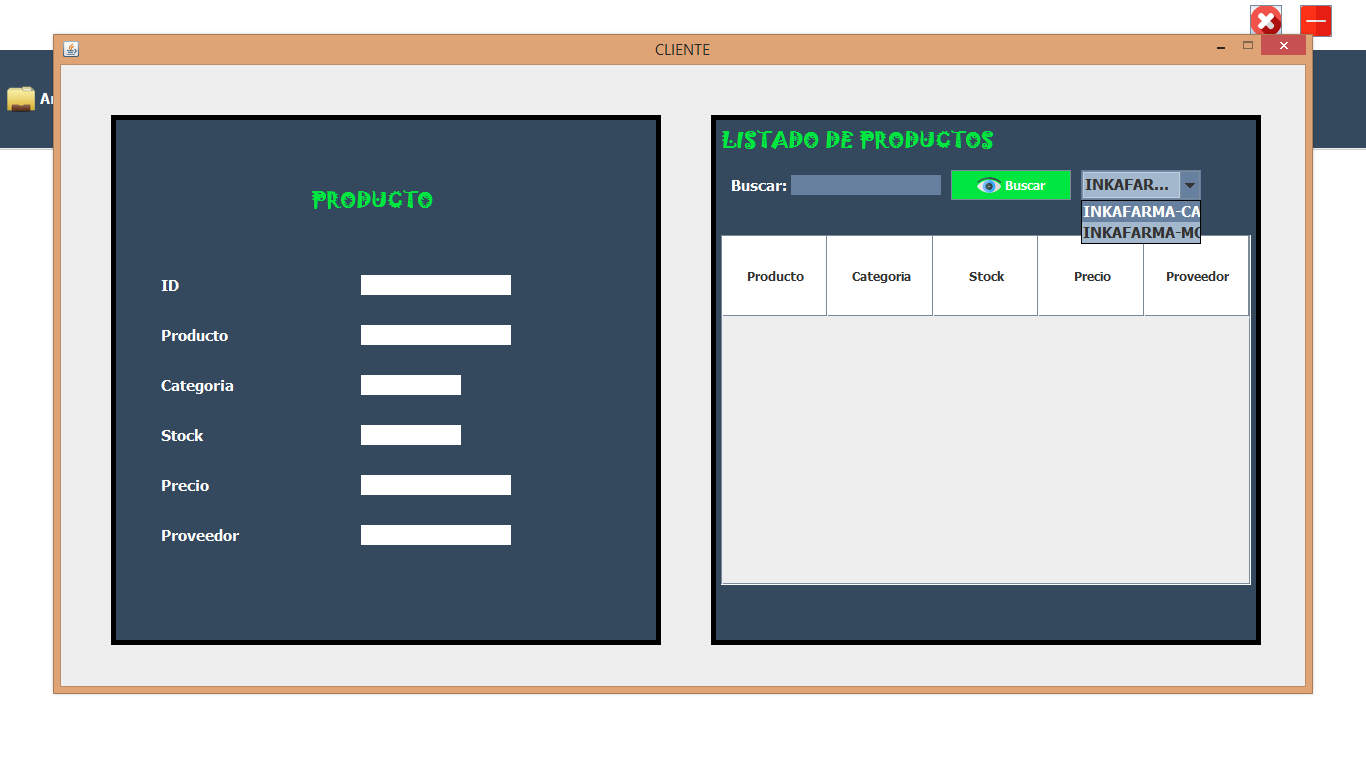 CLIENTE
PRODUCTO
ID
Producto
Categoria
Stock
Precio
Proveedor
LISTADO DE PRODUCTOS
Buscar: Buscar INKAFAR...
INKAFARMA-CA
INKAFARMA-MO
Producto Categoria Stock Precio Proveedor